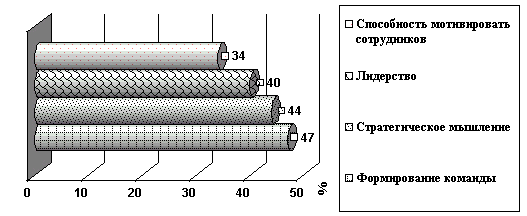 34
40
44
47
0 10 20 30 40 50
%
Способность мотивировать
сотрудников
Лидерство
Стратегическое мышление
Формирование команды